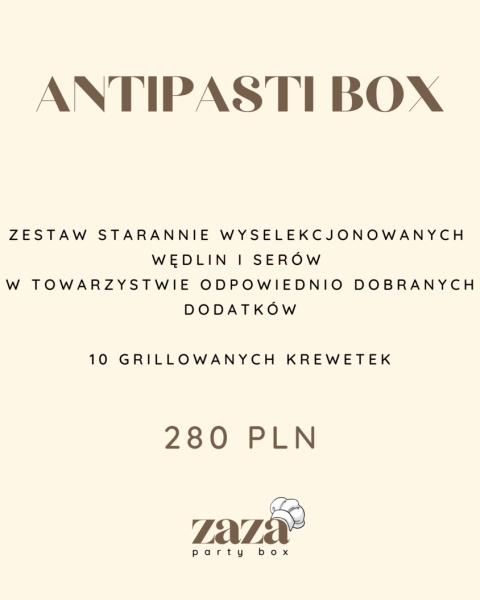 ANTIPASTI BOX
ZESTAW STARANNIE WYSELEKCJONOWANYCH
WĘDLIN I SERÓW
W TOWARZYSTWIE ODPOWIEDNIO DOBRANYCH
DODATKÓW
10 GRILLOWANYCH KREWETEK
280 PLN
zaza
party box